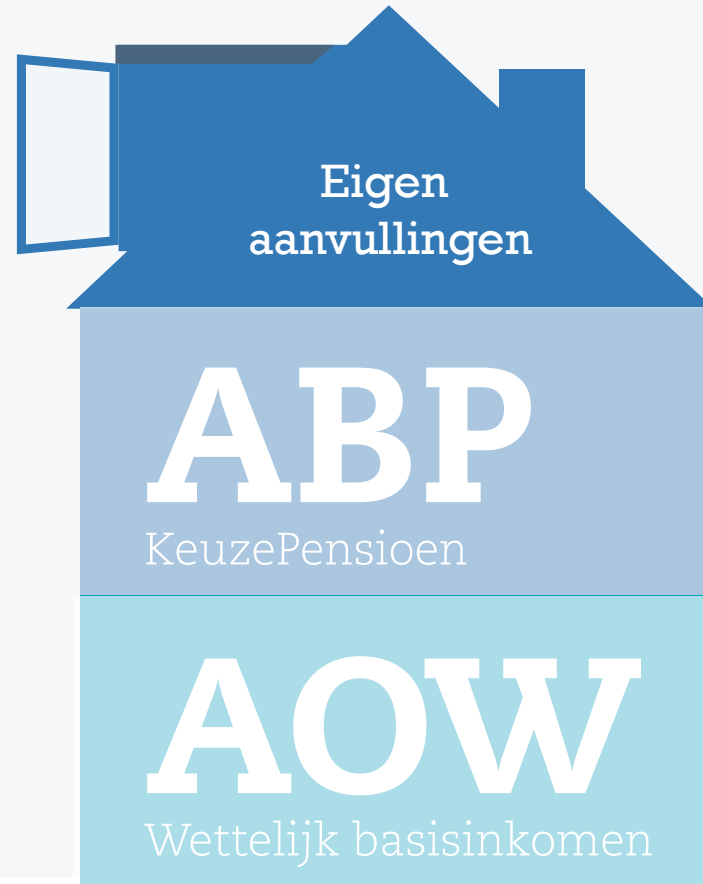 Eigen
aanvullingen
ABP
KeuzePensioen
AOW
Wettelijk basisinkomen